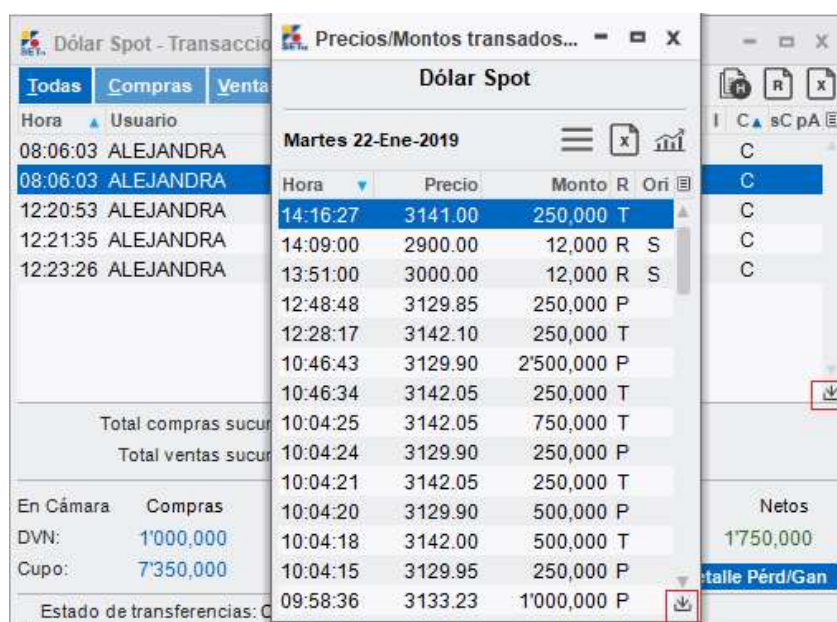 Dólar Spot - Transaccio
Todas Compras Venta
Hora Usuario
08:06:03 ALEJANDRA
08:06:03 ALEJANDRA
12:20:53 ALEJANDRA
12:21:35 ALEJANDRA
12:23:26 ALEJANDRA
Total compras sucur
Total ventas sucur
En Cámara Compras
DVN: 1'000,000
Cupo: 7'350,000
Estado de transferencias: C
Precios/Montos transados...
Dólar Spot
Martes 22-Ene-2019
Hora Precio Monto R Ori
14:16:27 3141.00 250,000 T
14:09:00 2900.00 12,000 R S
13:51:00 3000.00 12,000 R S
12:48:48 3129.85 250,000 P
12:28:17 3142.10 250,000 T
10:46:43 3129.90 2'500,000 P
10:46:34 3142.05 250,000 T
10:04:25 3142.05 750,000 T
10:04:24 3129.90 250,000 P
10:04:21 3142.05 250,000 T
10:04:20 3129.90 500,000 P
10:04:18 3142.00 500,000 T
10:04:15 3129.95 250,000 P
09:58:36 3133.23 1'000,000 P
H R X
I C sC pA
C
C
C
C
C
Netos
1'750,000
talle Pérd/Gan